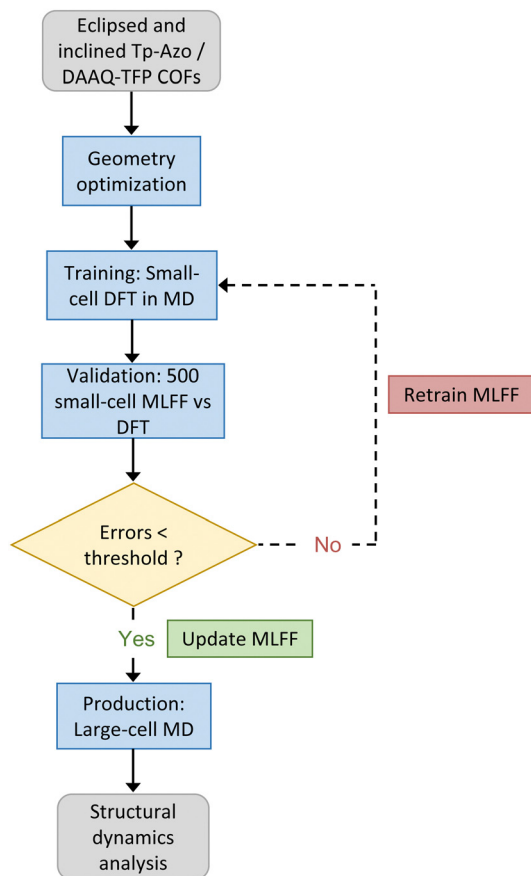 Eclipsed and
inclined Tp-Azo /
DAAQ-TFP COFs
Geometry
optimization
Training: Small-
cell DFT in MD
Validation: 500
small-cell MLFF vs
DFT
Retrain MLFF
Errors <
threshold ?
No
Yes
Update MLFF
Production:
Large-cell MD
Structural
dynamics
analysis